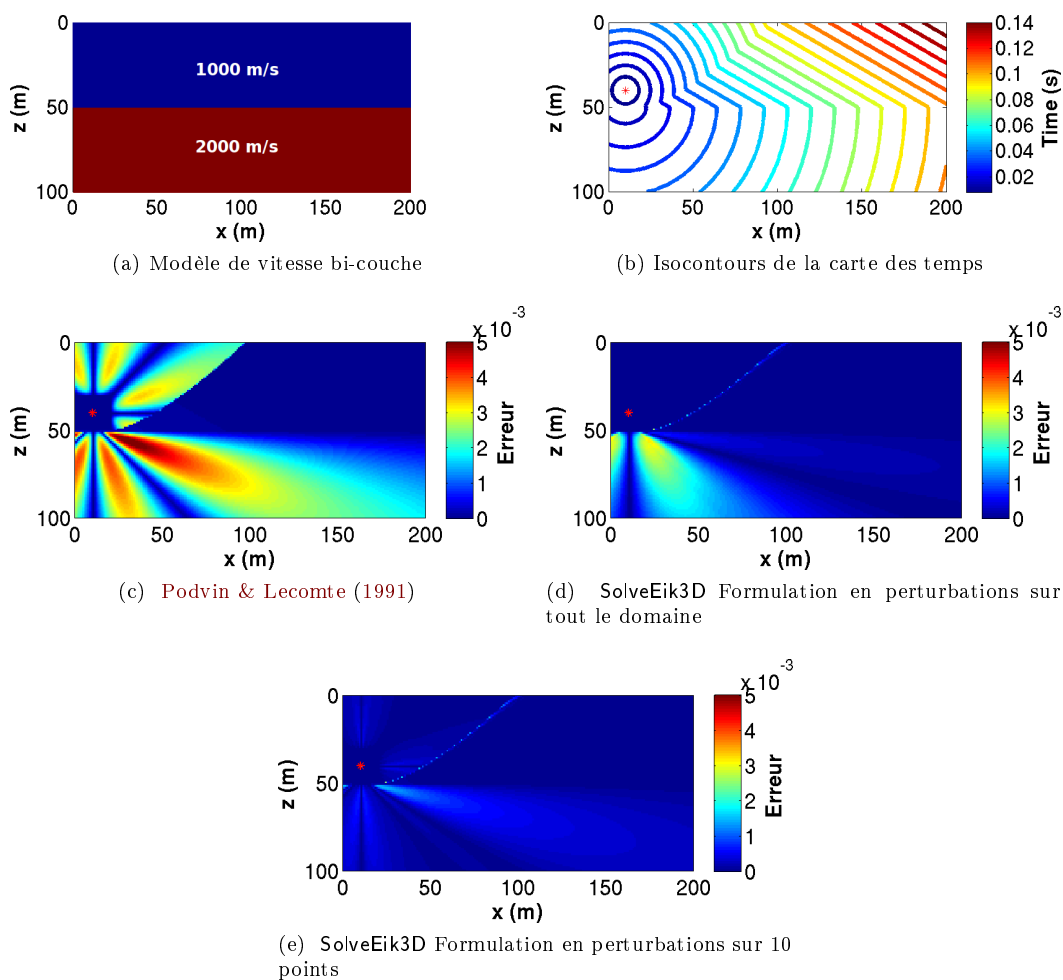 0
50
100
z (m)
1000 m/s
2000 m/s
0
50
100
150
200
x (m)
(a) Modèle de vitesse bi-couche
0
50
100
z (m)
0
50
100
150
200
x (m)
0.14
0.12
0.1
0.08
0.06
0.04
0.02
Time (s)
(b) Isocontours de la carte des temps
0
50
100
z (m)
0
50
100
150
200
x (m)
x 10⁻³
5
4
3
2
1
0
Erreur
(c) Podvin & Lecomte (1991)
0
50
100
z (m)
0
50
100
150
200
x (m)
x 10⁻³
5
4
3
2
1
0
Erreur
(d) SolveEik3D Formulation en perturbations sur
tout le domaine
0
50
100
z (m)
0
50
100
150
200
x (m)
x 10⁻³
5
4
3
2
1
0
Erreur
(e) SolveEik3D Formulation en perturbations sur 10
points